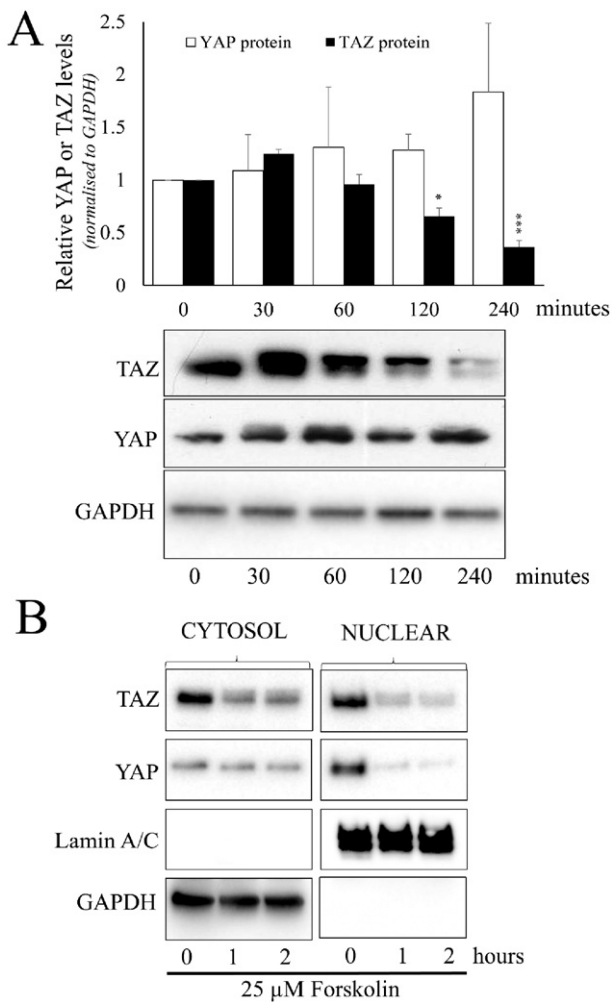 A
2.5
YAP protein TAZ protein
2
1.5
1
0.5
0
Relative YAP or TAZ levels
(normalised to GAPDH)
*
***
0 30 60 120 240 minutes
TAZ
YAP
GAPDH
0 30 60 120 240 minutes
B
CYTOSOL NUCLEAR
TAZ
YAP
Lamin A/C
GAPDH
0 1 2 0 1 2 hours
25 µM Forskolin